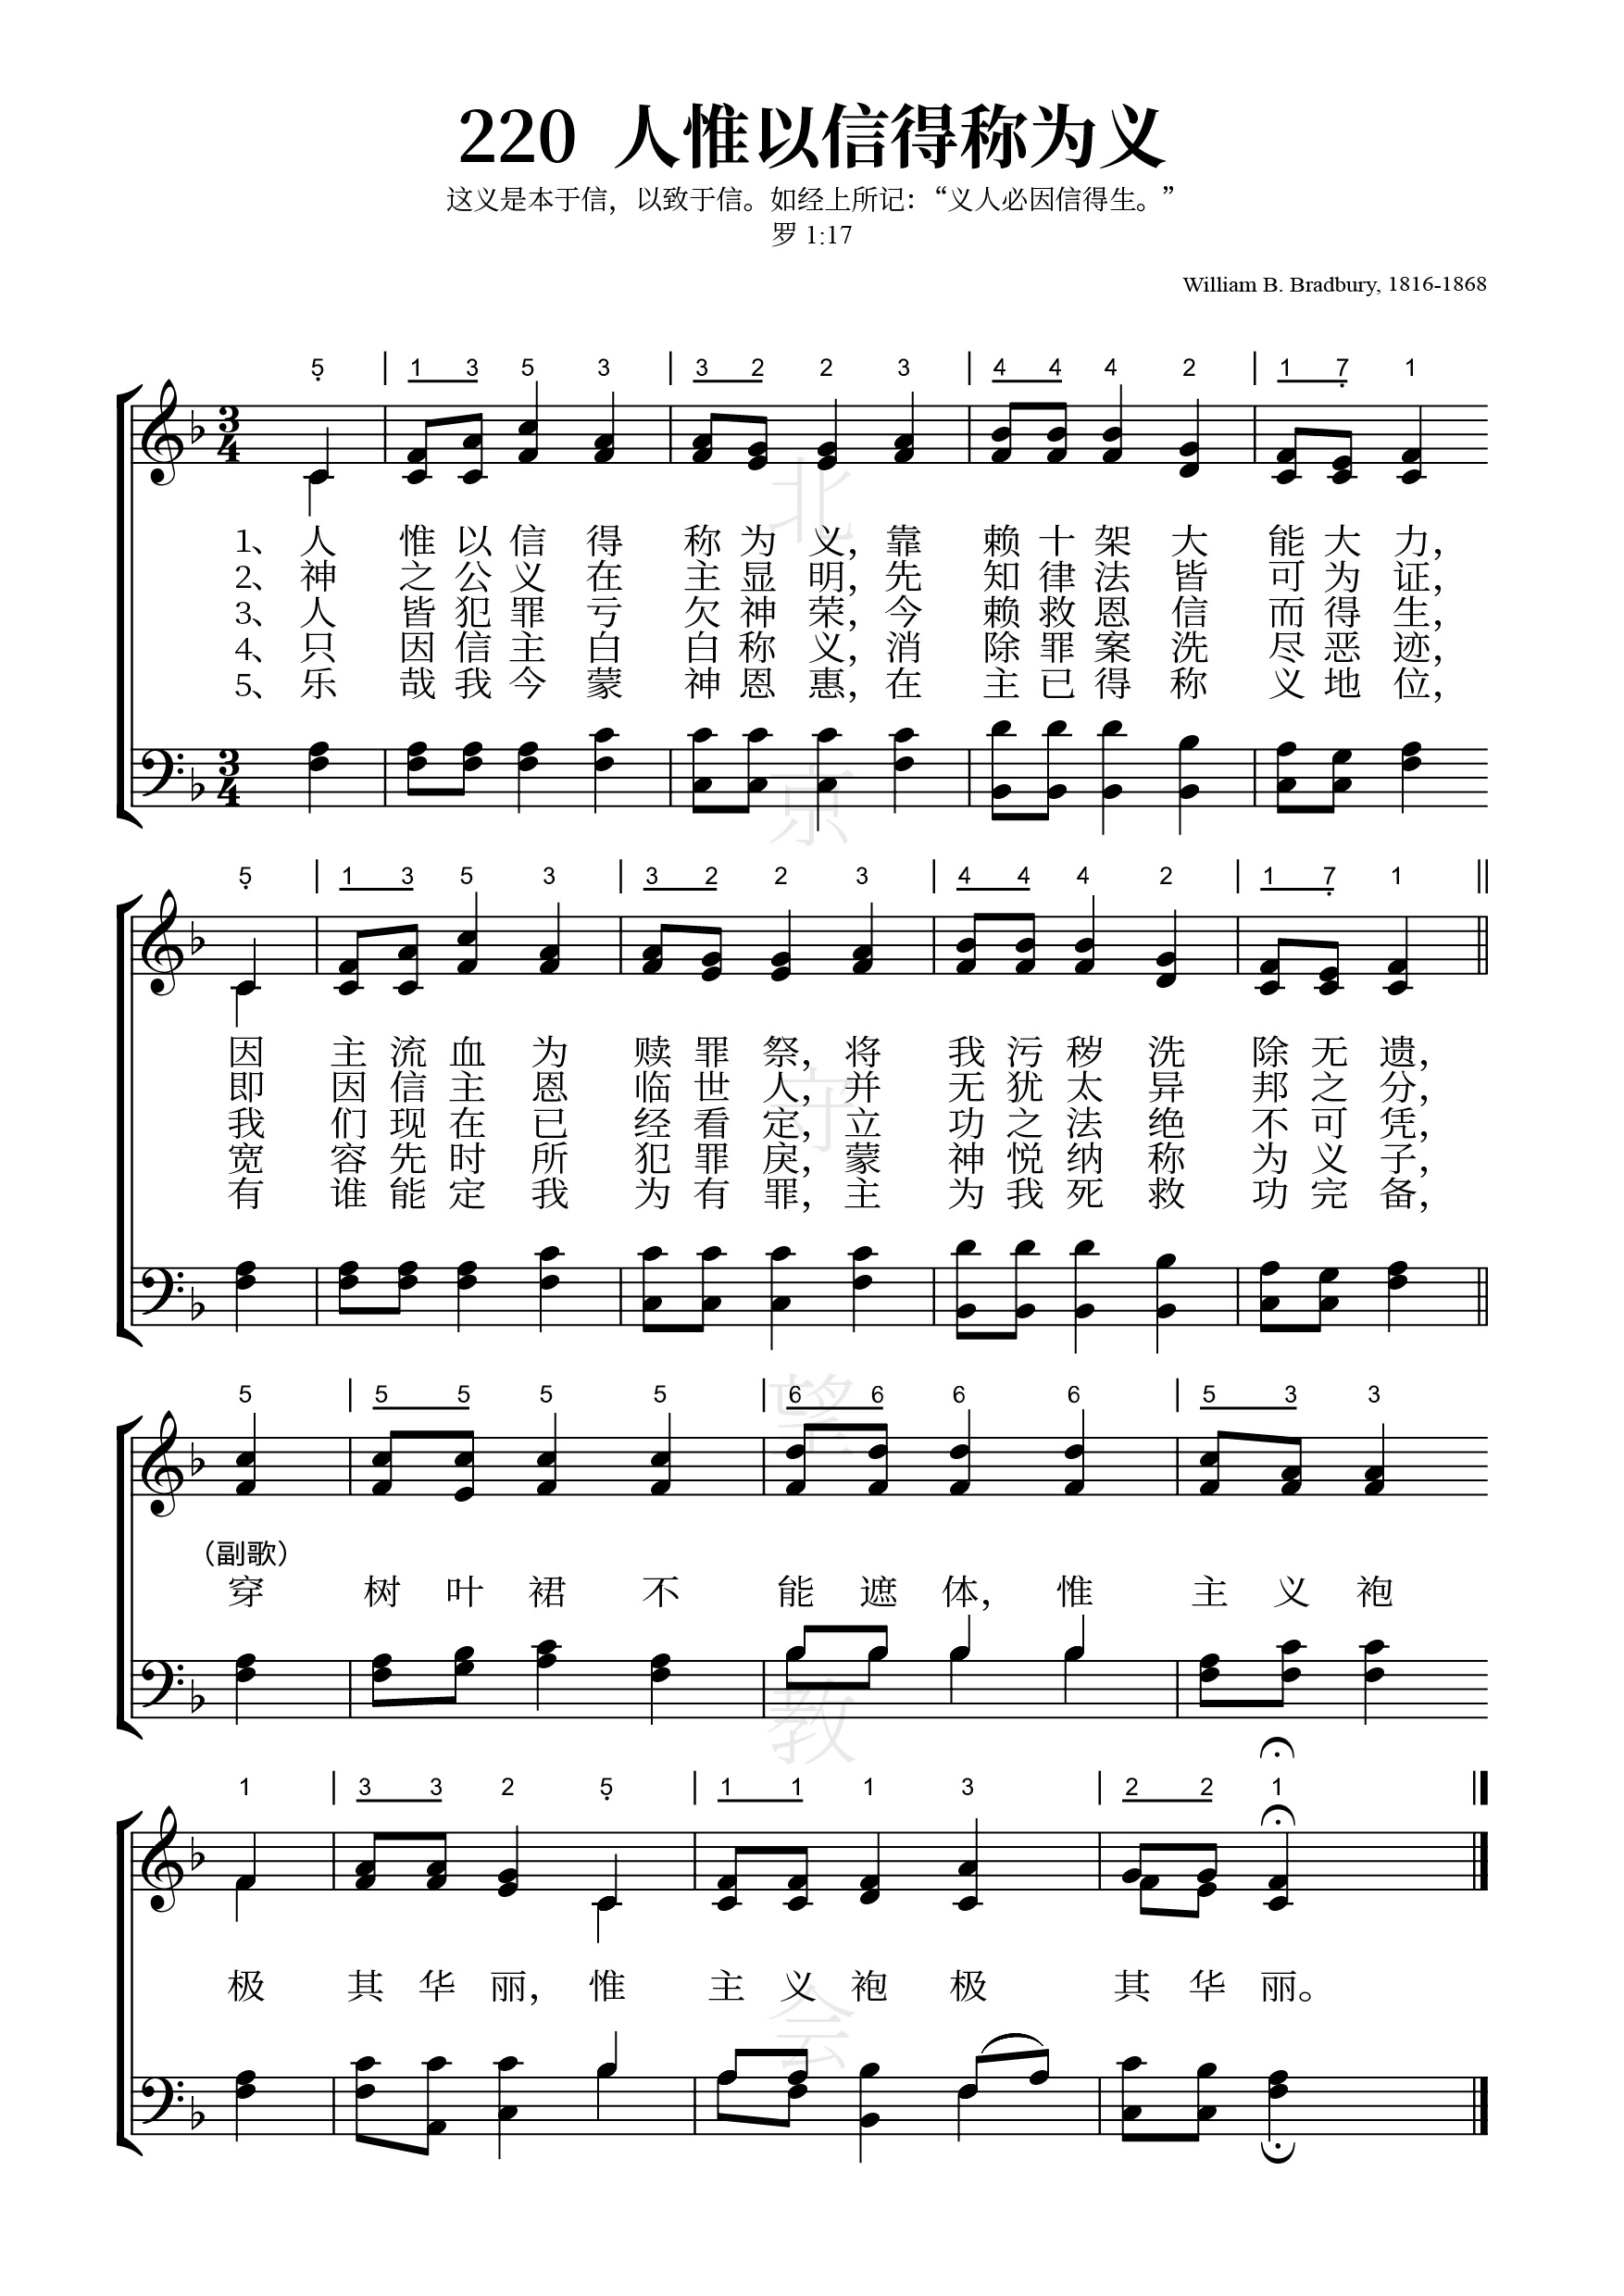 220 人惟以信得称为义
这义是本于信，以致于信。如经上所记：“义人必因信得生。”
罗 1:17
William B. Bradbury, 1816-1868
5 1 3 5 3 3 2 2 3 4 4 4 2 1 7 1
3 4
1、人 惟 以 信 得 称 为 义， 靠 赖 十 架 大 能 大 力，
2、神 之 公 义 在 主 显 明， 先 知 律 法 皆 可 为 证，
3、人 皆 犯 罪 亏 欠 神 荣， 今 赖 救 恩 信 而 得 生，
4、只 因 信 主 白 白 称 义， 消 除 罪 案 洗 尽 恶 迹，
5、乐 哉 我 今 蒙 神 恩 惠， 在 主 已 得 称 义 地 位，
3 4
5 1 3 5 3 3 2 2 3 4 4 4 2 1 7 1
因 主 流 血 为 赎 罪 祭， 将 我 污 秽 洗 除 无 遗，
即 因 信 主 恩 临 世 人， 并 无 犹 太 异 邦 之 分，
我 们 现 在 已 经 看 定， 立 功 之 法 绝 不 可 凭，
宽 容 先 时 所 犯 罪 戾， 蒙 神 悦 纳 称 为 义 子，
有 谁 能 定 我 为 有 罪， 主 为 我 死 救 功 完 备，
5 5 5 5 5 6 6 6 6 5 3 3
（副歌）
穿 树 叶 裙 不 能 遮 体， 惟 主 义 袍
1 3 3 2 5 1 1 1 3 2 2 1
极 其 华 丽， 惟 主 义 袍 极 其 华 丽。
北京守望教会